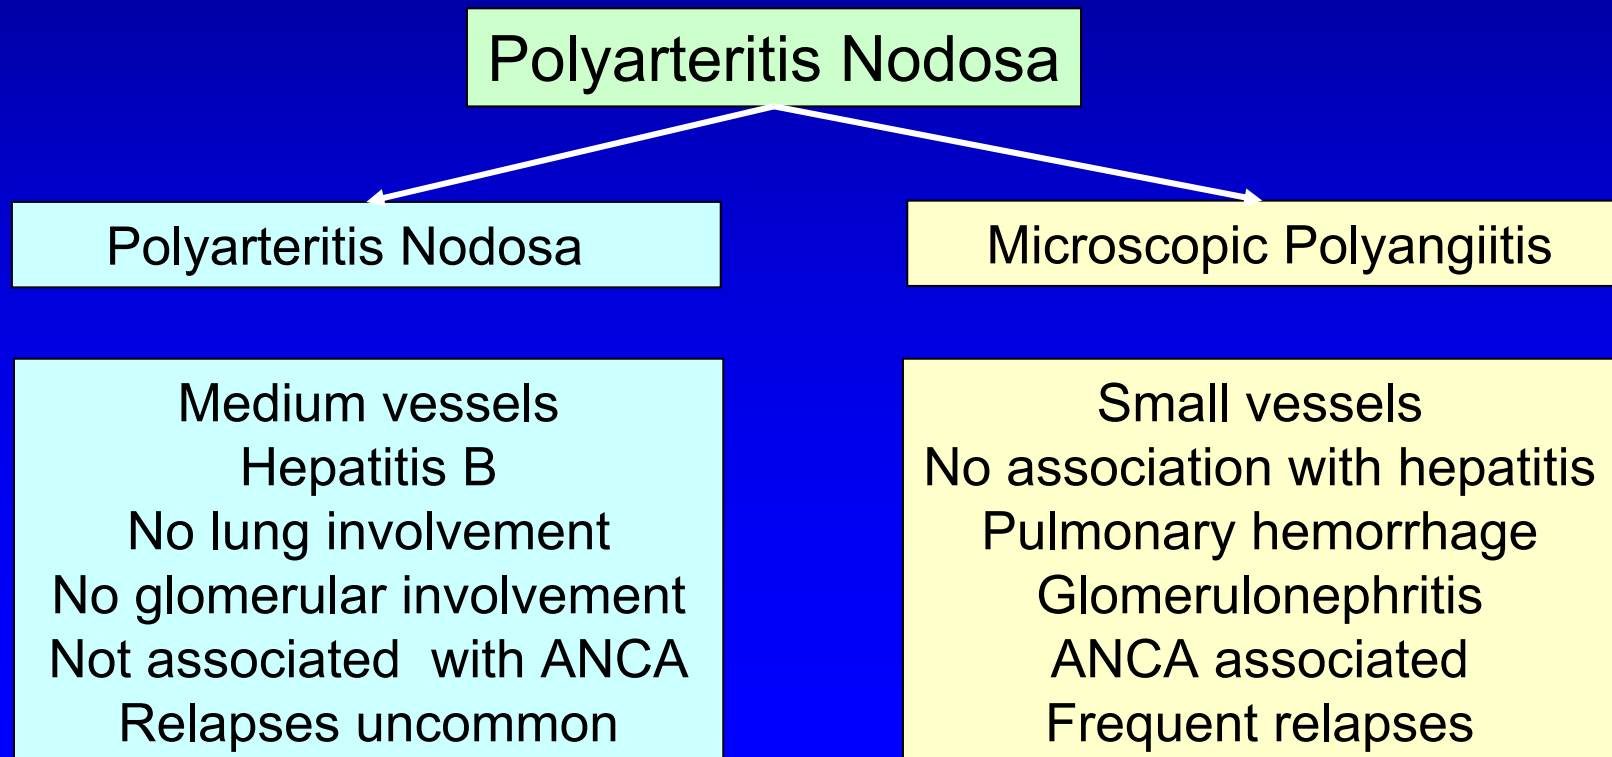 Polyarteritis Nodosa
Polyarteritis Nodosa
Microscopic Polyangiitis
Medium vessels
Hepatitis B
No lung involvement
No glomerular involvement
Not associated  with ANCA
Relapses uncommon
Small vessels
No association with hepatitis
Pulmonary hemorrhage
Glomerulonephritis
ANCA associated
Frequent relapses